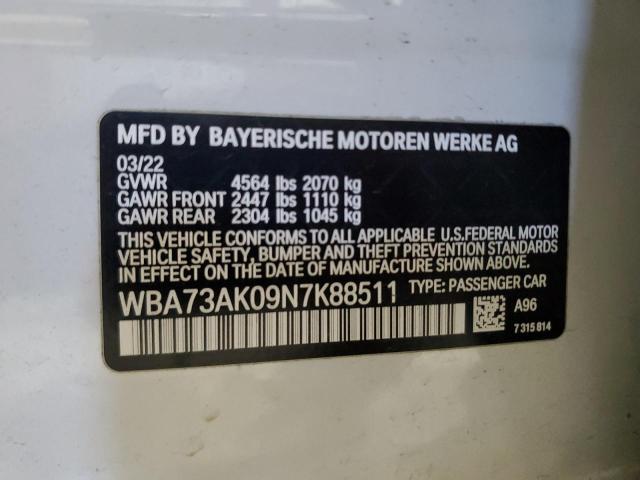 MFD BY BAYERISCHE MOTOREN WERKE AG
03/22
GVWR 4564 lbs 2070 kg
GAWR FRONT 2447 lbs 1110 kg
GAWR REAR 2304 lbs 1045 kg
THIS VEHICLE CONFORMS TO ALL APPLICABLE U.S.FEDERAL MOTOR
VEHICLE SAFETY, BUMPER AND THEFT PREVENTION STANDARDS
IN EFFECT ON THE DATE OF MANUFACTURE SHOWN ABOVE.
WBA73AK09N7K88511 TYPE: PASSENGER CAR
A96
7 315 814